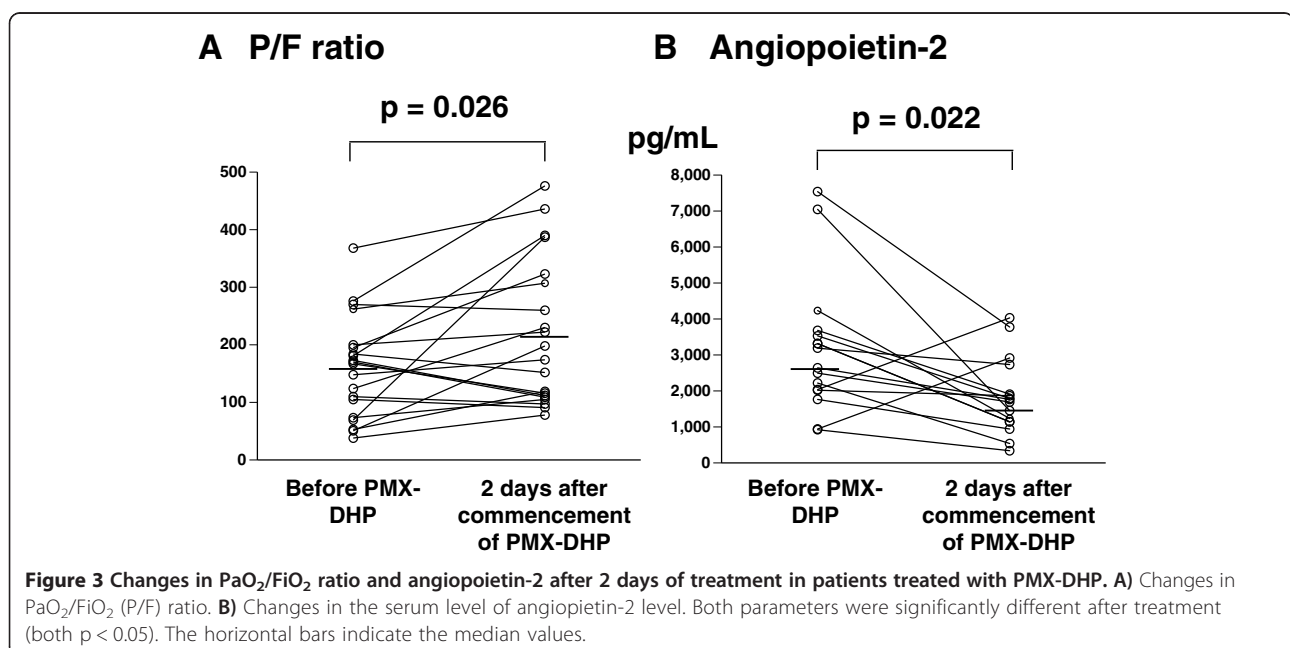 A P/F ratio
p = 0.026
500
400
300
200
100
0
Before PMX-
DHP
2 days after
commencement
of PMX-DHP
B Angiopoietin-2
p = 0.022
pg/mL
8,000
7,000
6,000
5,000
4,000
3,000
2,000
1,000
0
Before PMX-
DHP
2 days after
commencement
of PMX-DHP
Figure 3 Changes in PaO₂/FiO₂ ratio and angiopoietin-2 after 2 days of treatment in patients treated with PMX-DHP. A) Changes in
PaO₂/FiO₂ (P/F) ratio. B) Changes in the serum level of angiopietin-2 level. Both parameters were significantly different after treatment
(both p < 0.05). The horizontal bars indicate the median values.